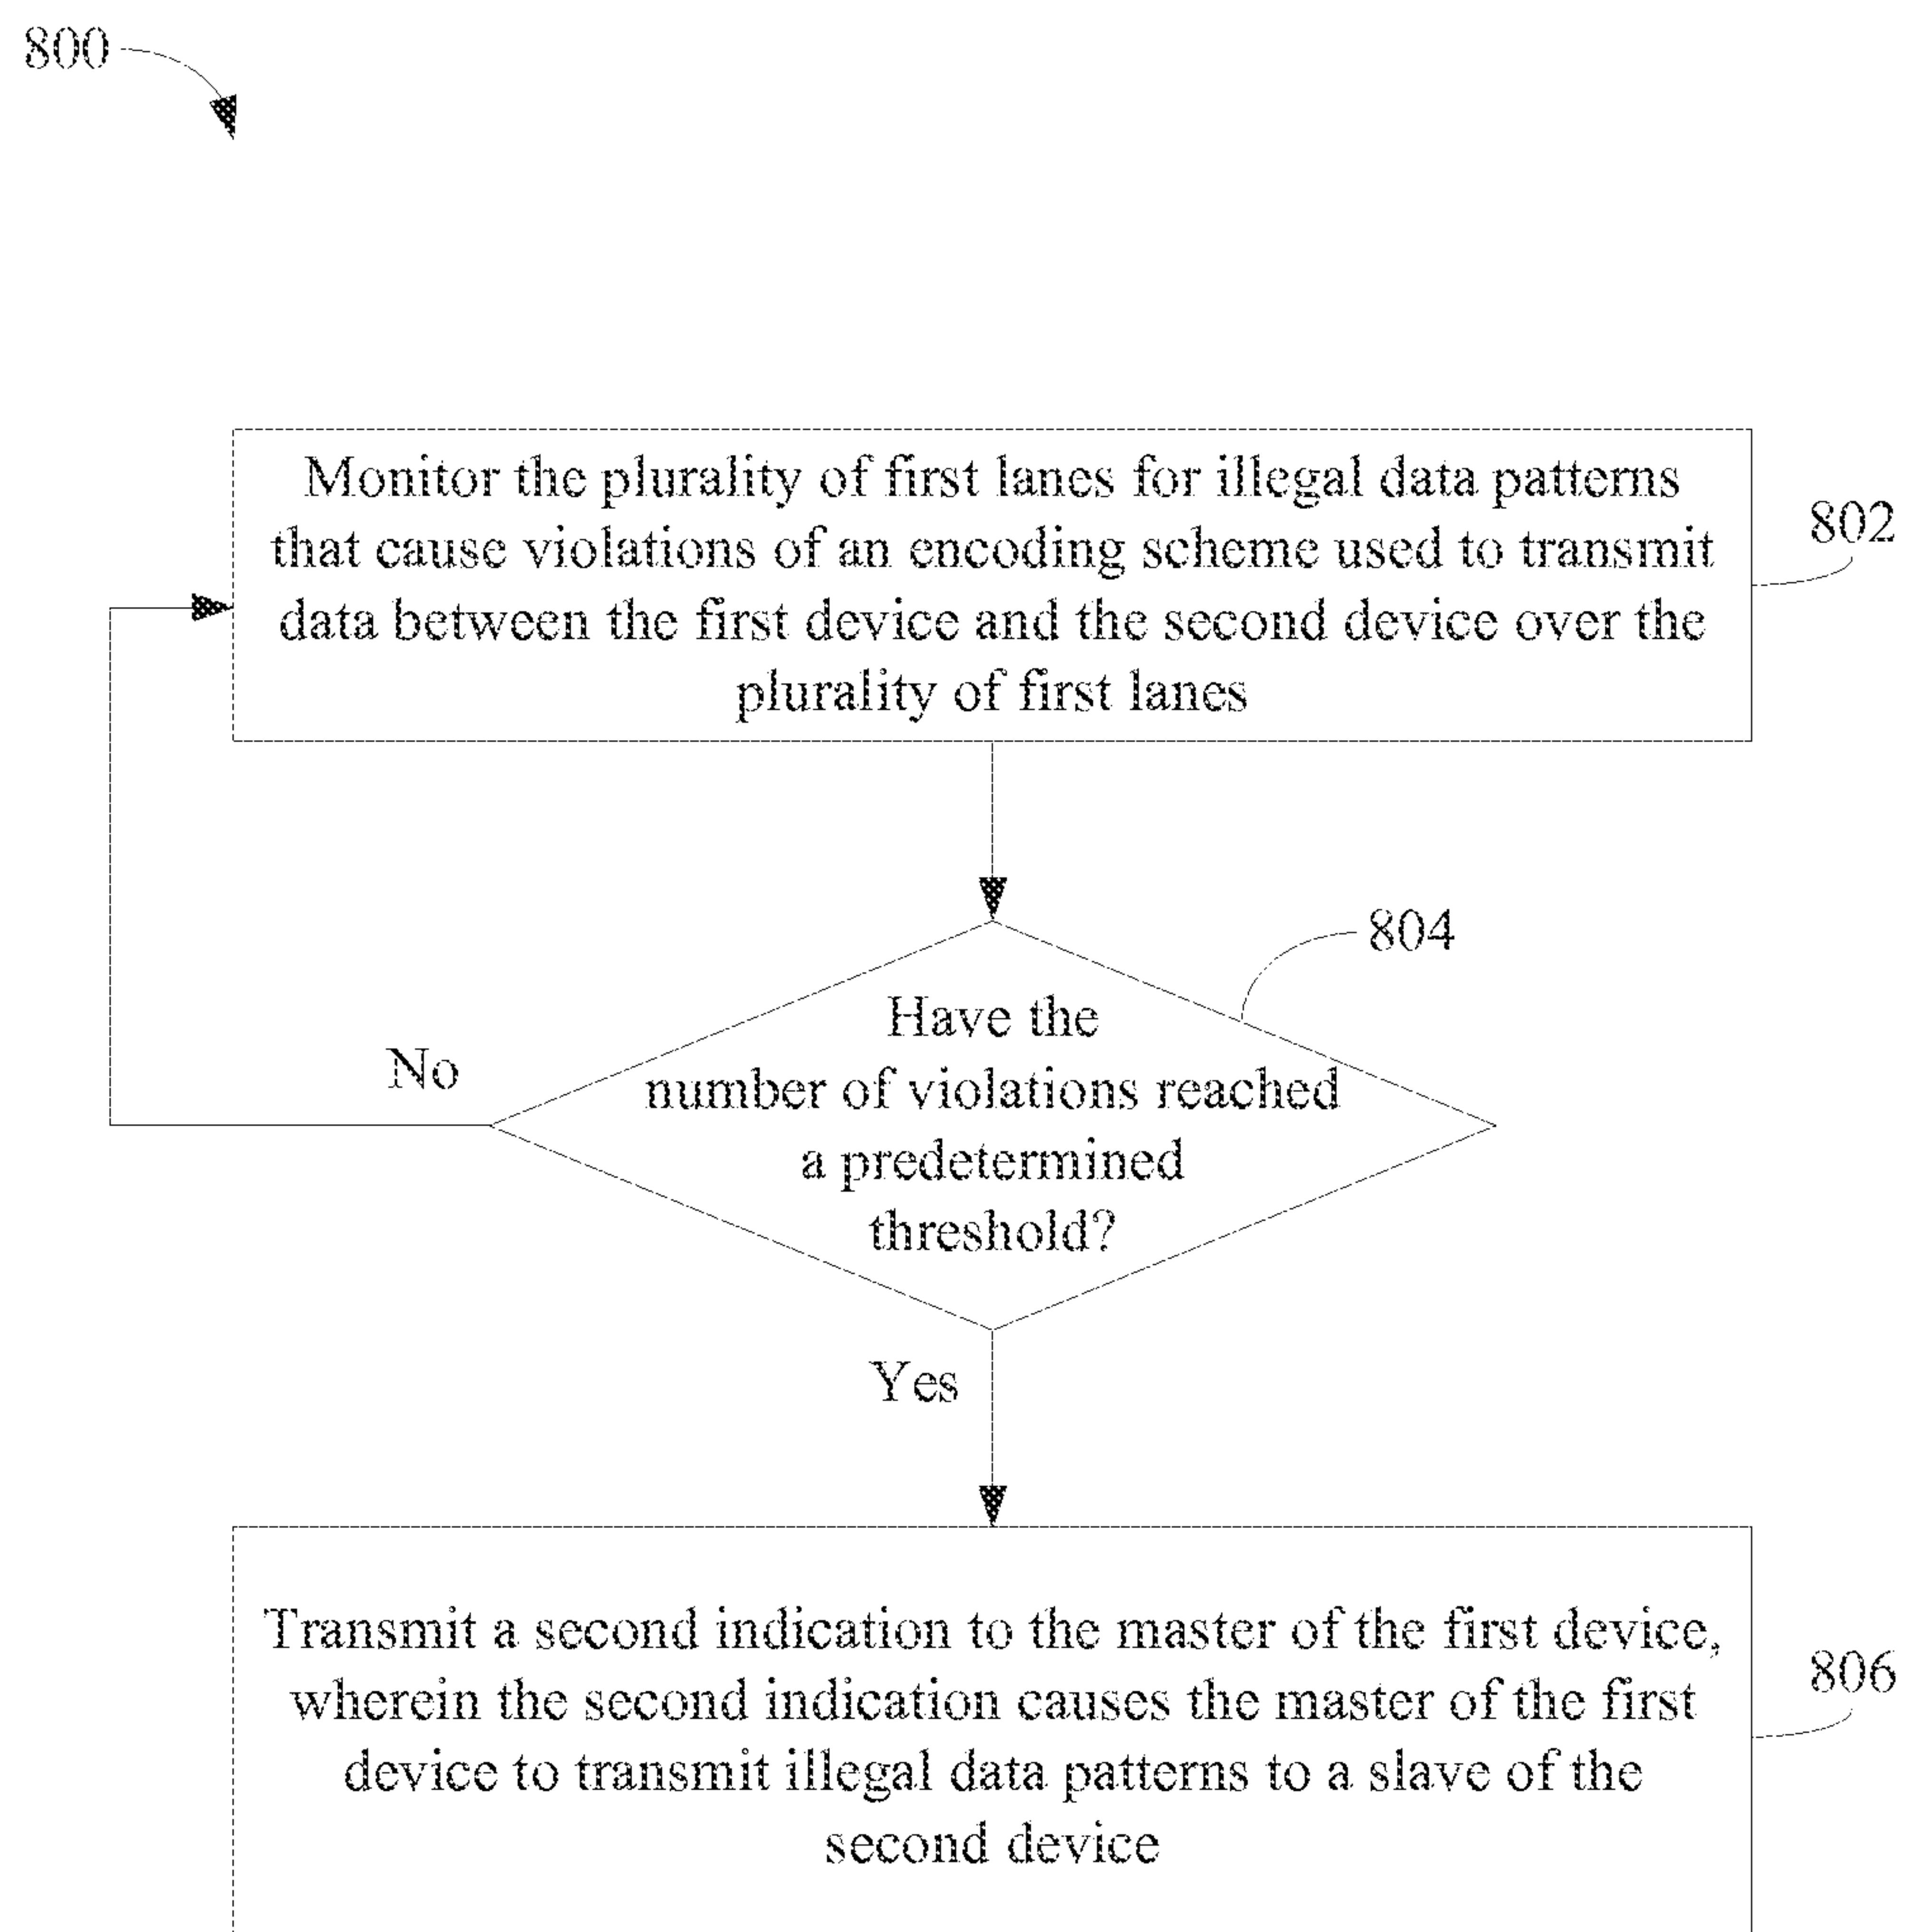 800
Monitor the plurality of first lanes for illegal data patterns
that cause violations of an encoding scheme used to transmit
data between the first device and the second device over the
plurality of first lanes
802
804
Have the
number of violations reached
a predetermined
threshold?
No
Yes
Transmit a second indication to the master of the first device,
wherein the second indication causes the master of the first
device to transmit illegal data patterns to a slave of the
second device
806